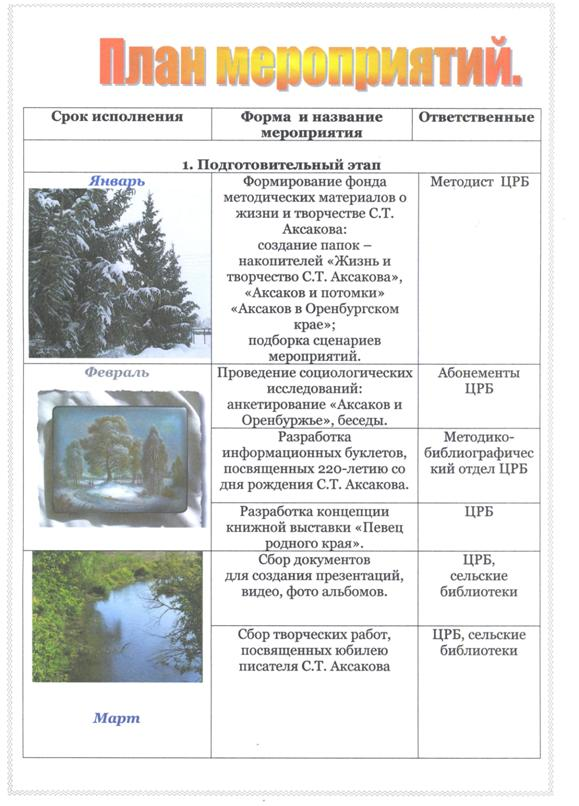 План мероприятий.
Срок исполнения
Форма и название
мероприятия
Ответственные
1. Подготовительный этап
Январь
Формирование фонда
методических материалов о
жизни и творчестве С.Т.
Аксакова:
создание папок –
накопителей «Жизнь и
творчество С.Т. Аксакова»,
«Аксаков и потомки»
«Аксаков в Оренбургском
крае»;
подборка сценариев
мероприятий.
Методист ЦРБ
Февраль
Проведение социологических
исследований:
анкетирование «Аксаков и
Оренбуржье», беседы.
Абонементы
ЦРБ
Разработка
информационных буклетов,
посвященных 220-летию со
дня рождения С.Т. Аксакова.
Методико-
библиографичес
кий отдел ЦРБ
Разработка концепции
книжной выставки «Певец
родного края».
ЦРБ
Март
Сбор документов
для создания презентаций,
видео, фото альбомов.
ЦРБ,
сельские
библиотеки
Сбор творческих работ,
посвященных юбилею
писателя С.Т. Аксакова
ЦРБ, сельские
библиотеки